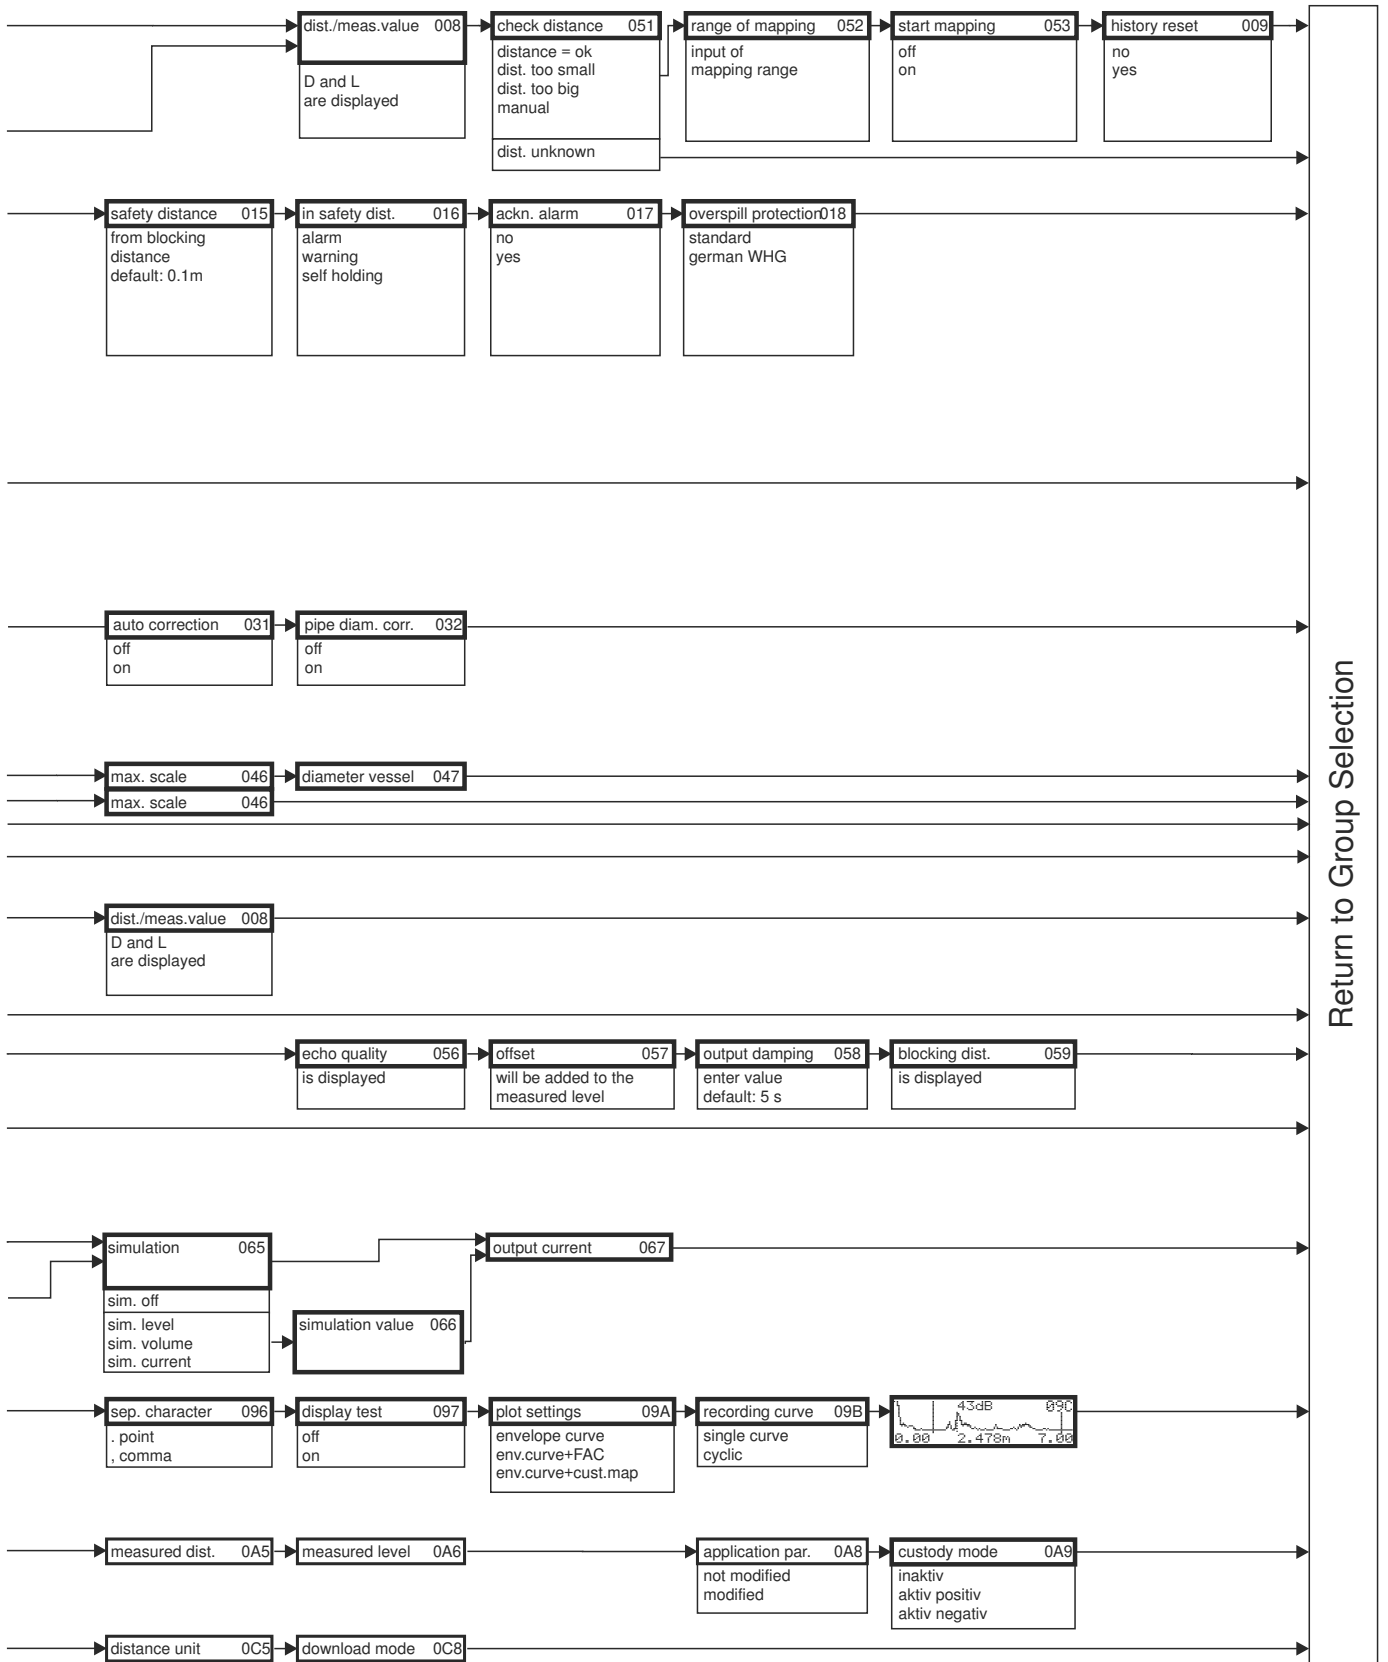 dist./meas.value 008
D and L
are displayed
check distance 051
distance = ok
dist. too small
dist. too big
manual
dist. unknown
range of mapping 052
input of
mapping range
start mapping 053
off
on
history reset 009
no
yes
safety distance 015
from blocking
distance
default: 0.1m
in safety dist. 016
alarm
warning
self holding
ackn. alarm 017
no
yes
overspill protection018
standard
german WHG
auto correction 031
off
on
pipe diam. corr. 032
off
on
max. scale 046
diameter vessel 047
max. scale 046
dist./meas.value 008
D and L
are displayed
echo quality 056
is displayed
offset 057
will be added to the
measured level
output damping 058
enter value
default: 5 s
blocking dist. 059
is displayed
simulation 065
sim. off
sim. level
sim. volume
sim. current
simulation value 066
output current 067
sep. character 096
. point
, comma
display test 097
off
on
plot settings 09A
envelope curve
env.curve+FAC
env.curve+cust.map
recording curve 09B
single curve
cyclic
43dB 09C
0.00 2.478m 7.00
measured dist. 0A5
measured level 0A6
application par. 0A8
not modified
modified
custody mode 0A9
inaktiv
aktiv positiv
aktiv negativ
distance unit 0C5
download mode 0C8
Return to Group Selection